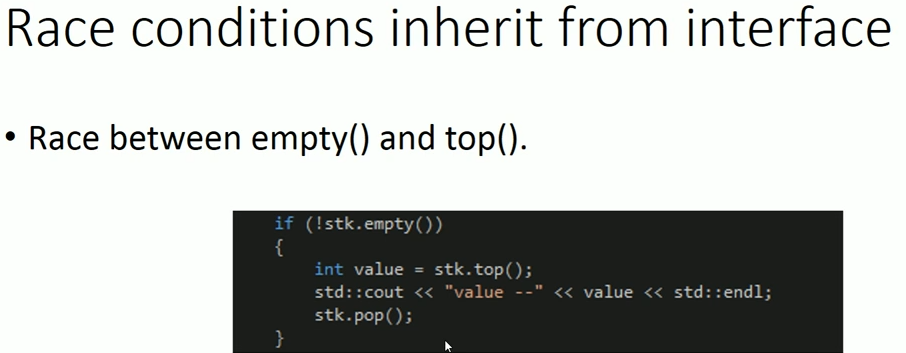 Race conditions inherit from interface
• Race between empty() and top().
if (!stk.empty())
{
int value = stk.top();
std::cout << "value --" << value << std::endl;
stk.pop();
}